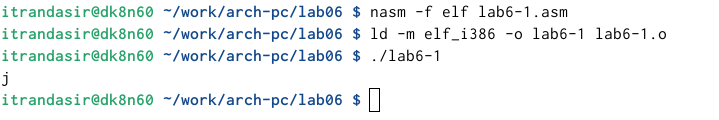 itrandasir@dk8n60 ~/work/arch-pc/lab06 $ nasm -f elf lab6-1.asm
itrandasir@dk8n60 ~/work/arch-pc/lab06 $ ld -m elf_i386 -o lab6-1 lab6-1.o
itrandasir@dk8n60 ~/work/arch-pc/lab06 $ ./lab6-1
j
itrandasir@dk8n60 ~/work/arch-pc/lab06 $